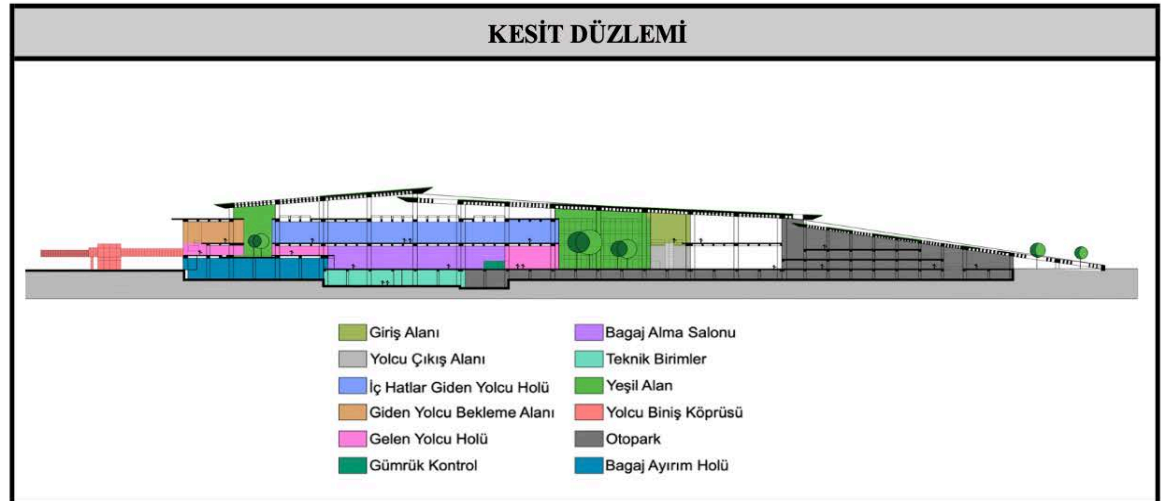 KESİT DÜZLEMİ
Giriş Alanı
Yolcu Çıkış Alanı
İç Hatlar Giden Yolcu Holü
Giden Yolcu Bekleme Alanı
Gelen Yolcu Holü
Gümrük Kontrol
Bagaj Alma Salonu
Teknik Birimler
Yeşil Alan
Yolcu Biniş Köprüsü
Otopark
Bagaj Ayırım Holü